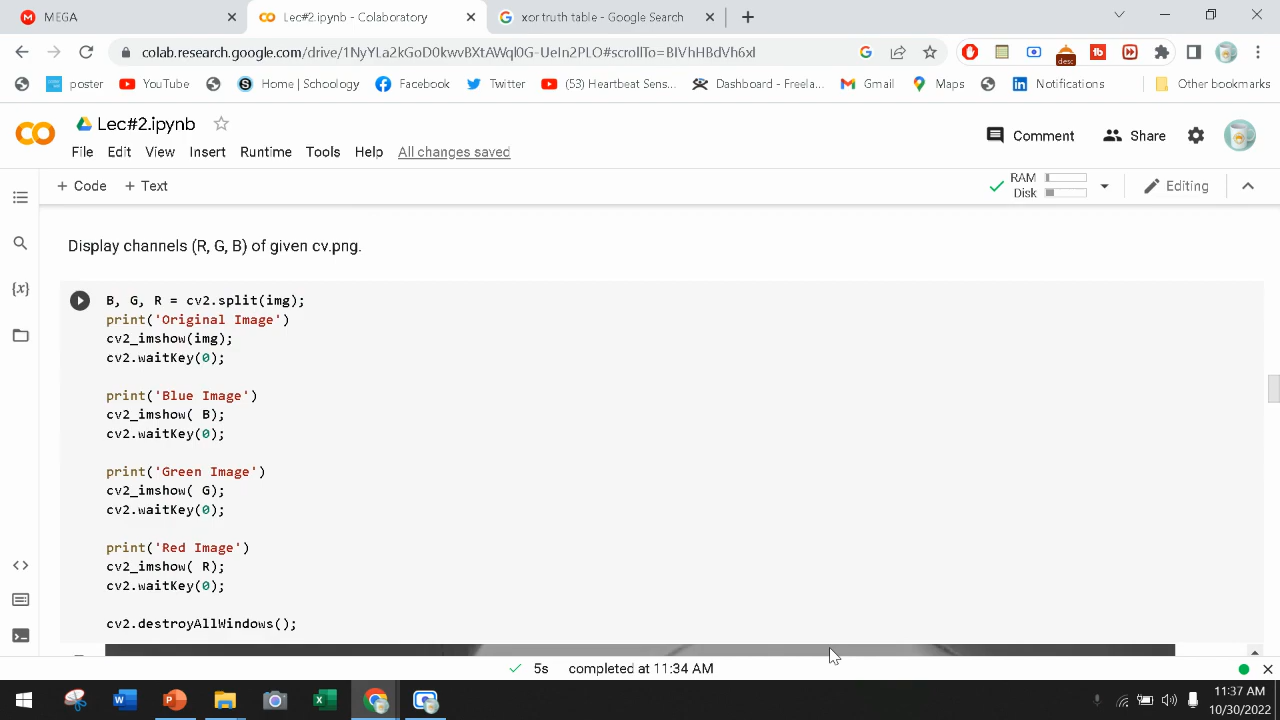 MEGA
Lec#2.ipynb - Colaboratory
xor truth table - Google Search
colab.research.google.com/drive/1NyYLa2kGoD0kwvBXtAWql0G-UeIn2PLO#scrollTo=BIVhHBdVh6xl
desc
poster
YouTube
Home | Schoology
Facebook
Twitter
(53) Heartbeat Sens...
Dashboard - Freela...
Gmail
Maps
Notifications
Other bookmarks
Lec#2.ipynb
Comment
Share
File Edit View Insert Runtime Tools Help All changes saved
+ Code + Text
RAM
Disk
Editing
Display channels (R, G, B) of given cv.png.
B, G, R = cv2.split(img);
print('Original Image')
cv2_imshow(img);
cv2.waitKey(0);
print('Blue Image')
cv2_imshow( B);
cv2.waitKey(0);
print('Green Image')
cv2_imshow( G);
cv2.waitKey(0);
print('Red Image')
cv2_imshow( R);
cv2.waitKey(0);
cv2.destroyAllWindows();
{x}
5s completed at 11:34 AM
11:37 AM
10/30/2022